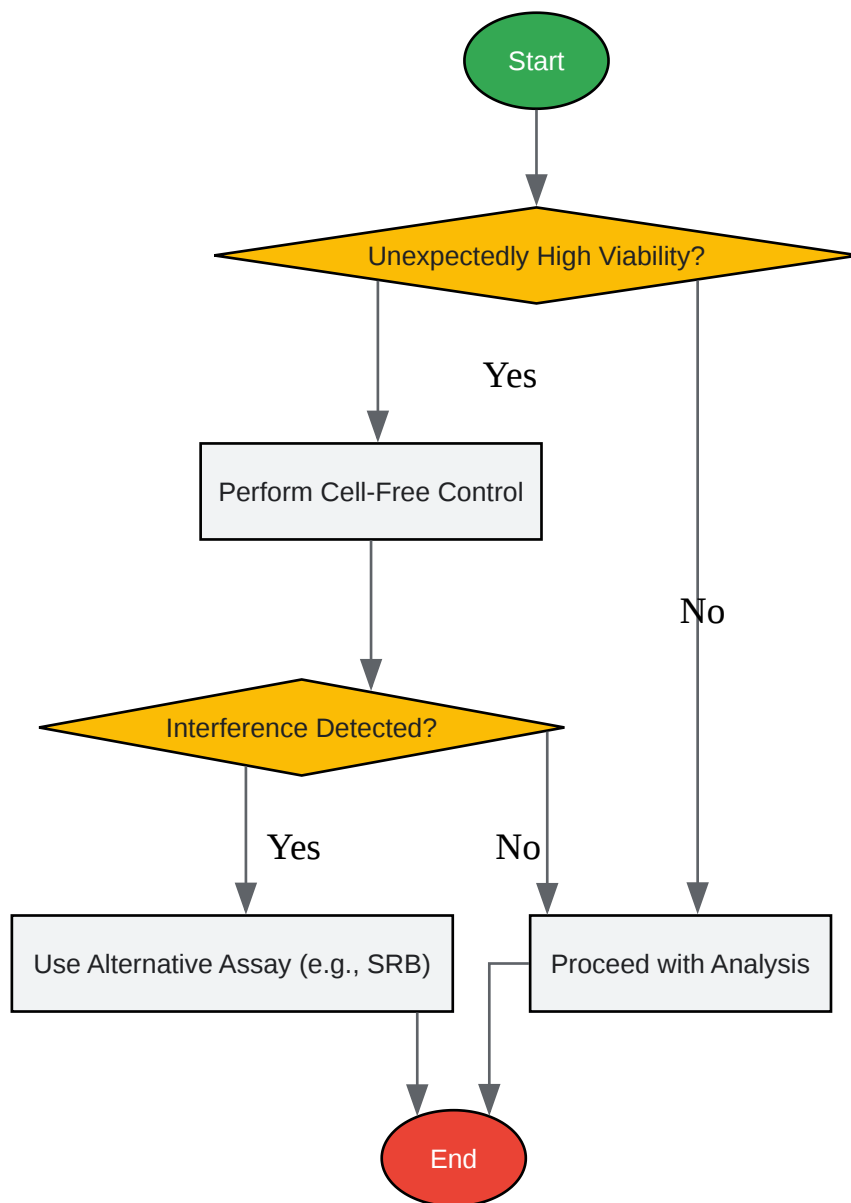 Start
Unexpectedly High Viability?
Yes
Perform Cell-Free Control
No
Interference Detected?
Yes
No
Use Alternative Assay (e.g., SRB)
Proceed with Analysis
End